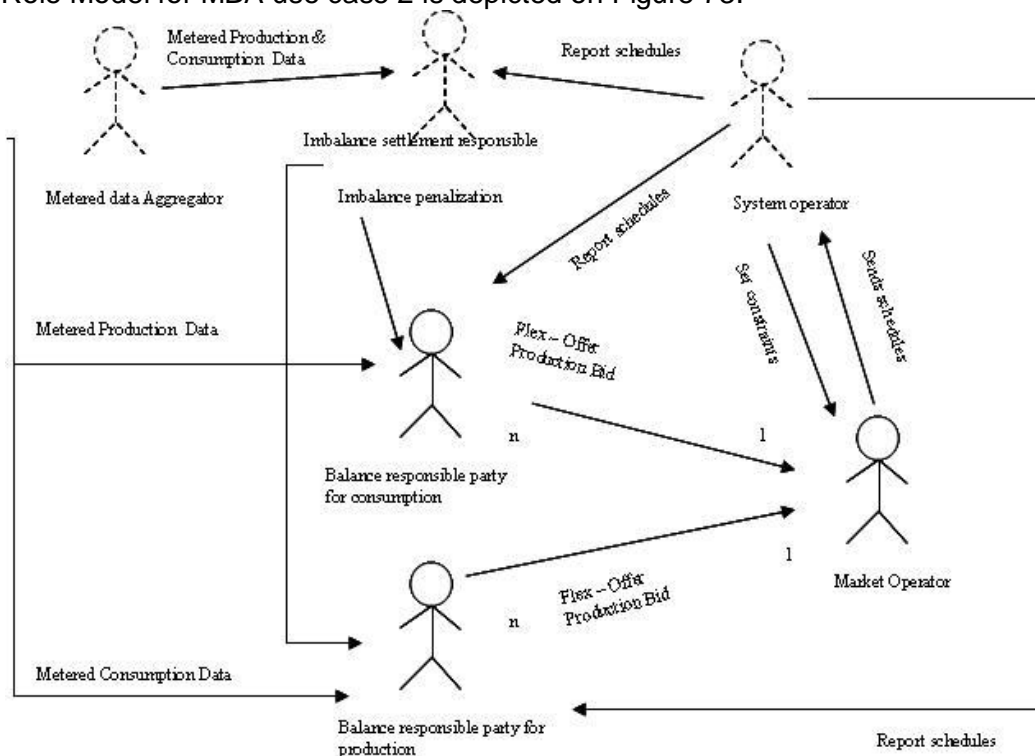 Role Model for MBA use case 2 is depicted on Figure 78.
Metered Production &
Consumption Data
Report schedules
Imbalance settlement responsible
Metered data Aggregator
Imbalance penalization
System operator
Report schedules
Set constraints
Sends schedules
Metered Production Data
Flex – Offer
Production Bid
n
1
Balance responsible party
for consumption
1
Market Operator
Flex – Offer
Production Bid
n
Metered Consumption Data
Balance responsible party for
production
Report schedules